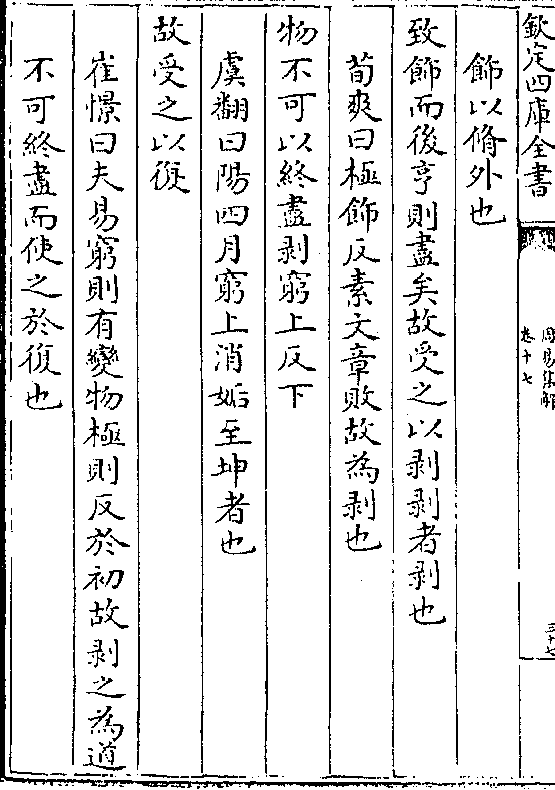 欽定四庫全書
周易集解
卷十七
三十七
飾以脩外也
致飾而後亨則盡矣故受之以剥剥者剥也
荀爽曰極飾反素文章敗故為剥也
物不可以終盡剥窮上反下
虞翻曰陽四月窮上消姤至坤者也
故受之以復
崔憬曰夫易窮則有變物極則反於初故剥之為道
不可終盡而使之於復也